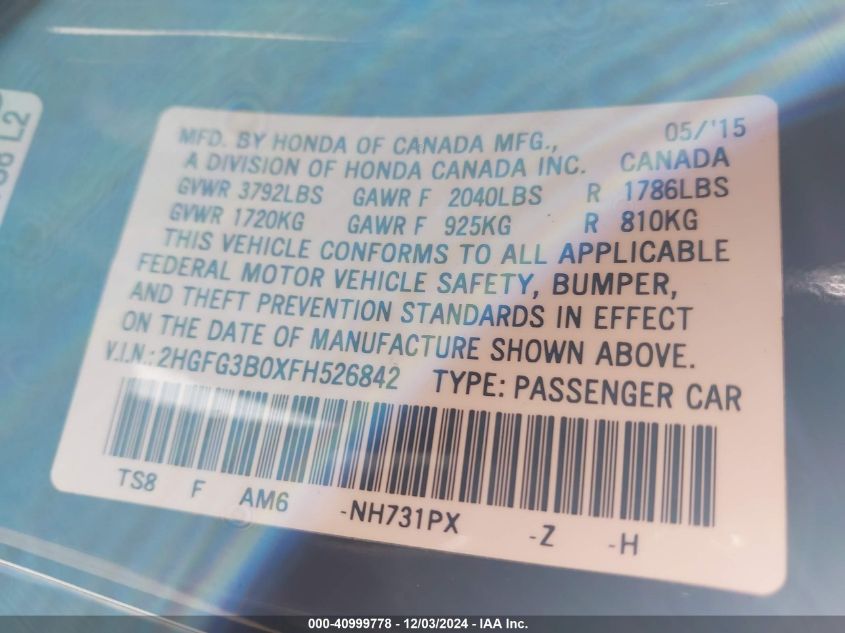 MFD. BY HONDA OF CANADA MFG., 05/'15
A DIVISION OF HONDA CANADA INC. CANADA
GVWR 3792LBS GAWR F 2040LBS R 1786LBS
GVWR 1720KG GAWR F 925KG R 810KG
THIS VEHICLE CONFORMS TO ALL APPLICABLE
FEDERAL MOTOR VEHICLE SAFETY, BUMPER,
AND THEFT PREVENTION STANDARDS IN EFFECT
ON THE DATE OF MANUFACTURE SHOWN ABOVE.
V.I.N.: 2HGFG3B0XFH526842 TYPE: PASSENGER CAR
TS8 F AM6 -NH731PX -Z -H
000-40999778 - 12/03/2024 - IAA Inc.